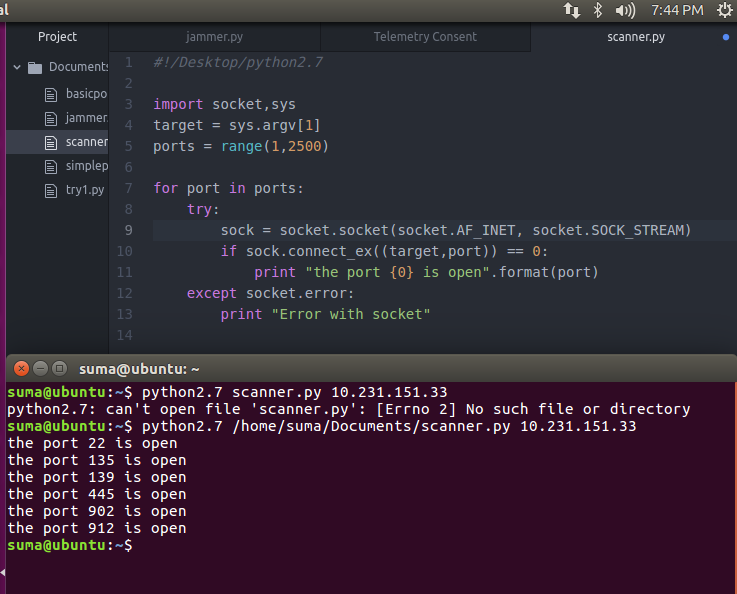 al
7:44 PM
Project
jammer.py
Telemetry Consent
scanner.py
Documents
basicpo
jammer.
scanner
simplep
try1.py
1 #!/Desktop/python2.7
2
3 import socket,sys
4 target = sys.argv[1]
5 ports = range(1,2500)
6
7 for port in ports:
8     try:
9         sock = socket.socket(socket.AF_INET, socket.SOCK_STREAM)
10         if sock.connect_ex((target,port)) == 0:
11             print "the port {0} is open".format(port)
12     except socket.error:
13         print "Error with socket"
14
suma@ubuntu: ~
suma@ubuntu:~$ python2.7 scanner.py 10.231.151.33
python2.7: can't open file 'scanner.py': [Errno 2] No such file or directory
suma@ubuntu:~$ python2.7 /home/suma/Documents/scanner.py 10.231.151.33
the port 22 is open
the port 135 is open
the port 139 is open
the port 445 is open
the port 902 is open
the port 912 is open
suma@ubuntu:~$